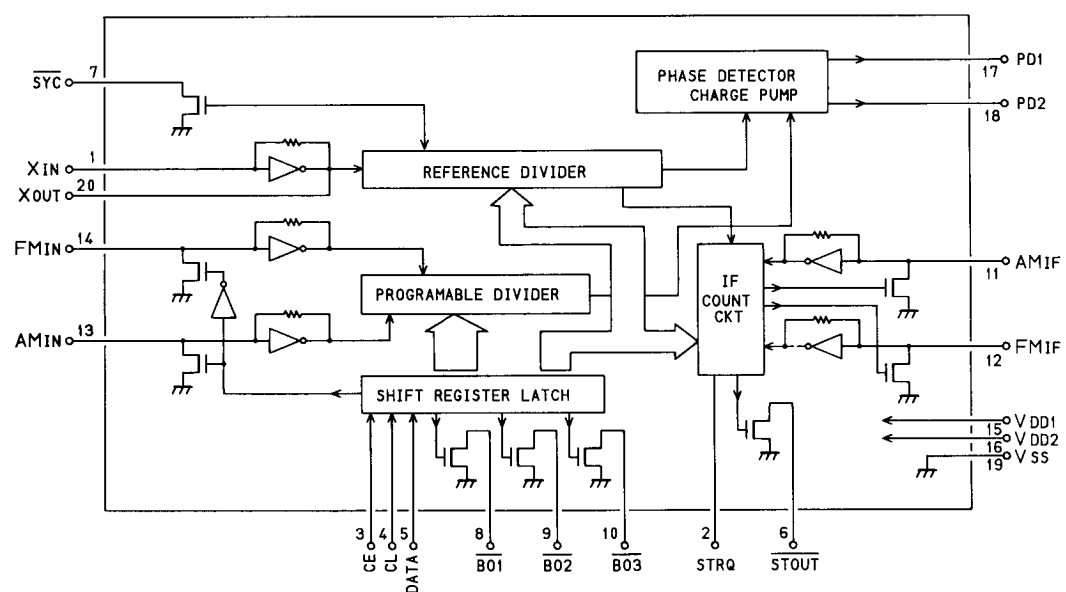 SYC
7
PHASE DETECTOR
CHARGE PUMP
17
PD1
18
PD2
XIN
1
XOUT
20
REFERENCE DIVIDER
FMIN
14
PROGRAMABLE DIVIDER
AMIN
13
IF
COUNT
CKT
11
AMIF
12
FMIF
SHIFT REGISTER LATCH
15
VDD1
16
VDD2
19
VSS
3
CE
4
CL
5
DATA
8
BO1
9
BO2
10
BO3
2
STRQ
6
STOUT